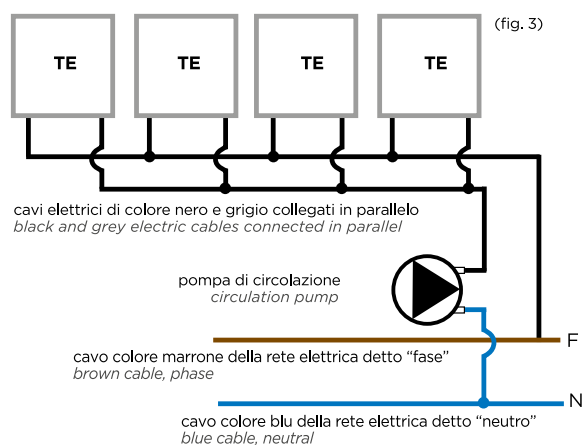 (fig. 3)
TE TE TE TE
cavi elettrici di colore nero e grigio collegati in parallelo
black and grey electric cables connected in parallel
pompa di circolazione
circulation pump
F
cavo colore marrone della rete elettrica detto “fase”
brown cable, phase
N
cavo colore blu della rete elettrica detto “neutro”
blue cable, neutral